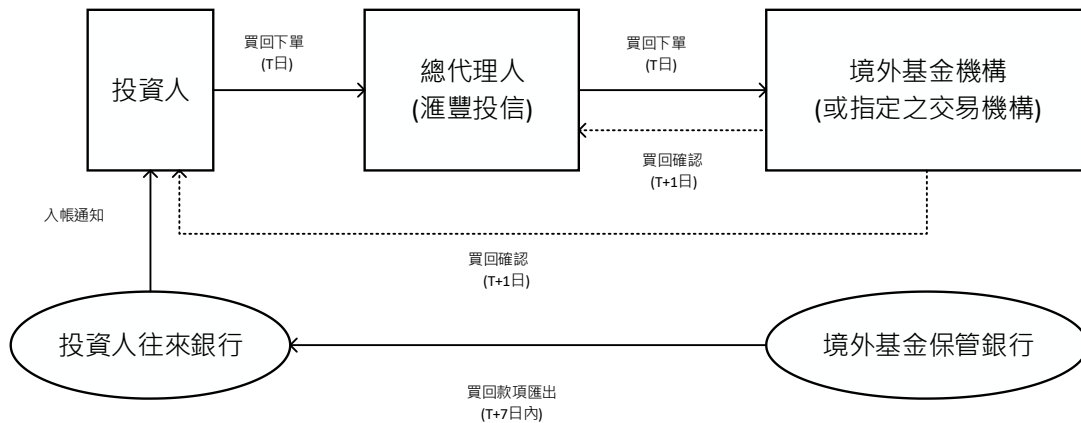 買回下單
(T日)
買回下單
(T日)
投資人
總代理人
(滙豐投信)
境外基金機構
(或指定之交易機構)
買回確認
(T+1日)
入帳通知
買回確認
(T+1日)
投資人往來銀行
境外基金保管銀行
買回款項匯出
(T+7日內)